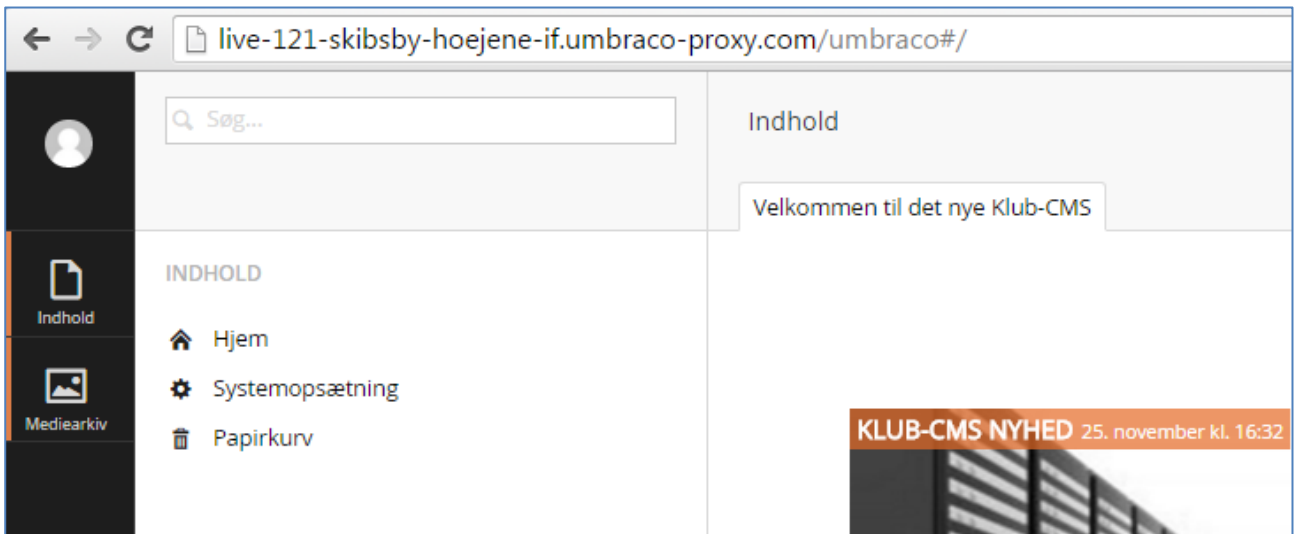 live-121-skibsby-hoejene-if.umbraco-proxy.com/umbraco#/
Søg...
Indhold
Velkommen til det nye Klub-CMS
Indhold
Mediearkiv
INDHOLD
Hjem
Systemopsætning
Papirkurv
KLUB-CMS NYHED 25. november kl. 16:32